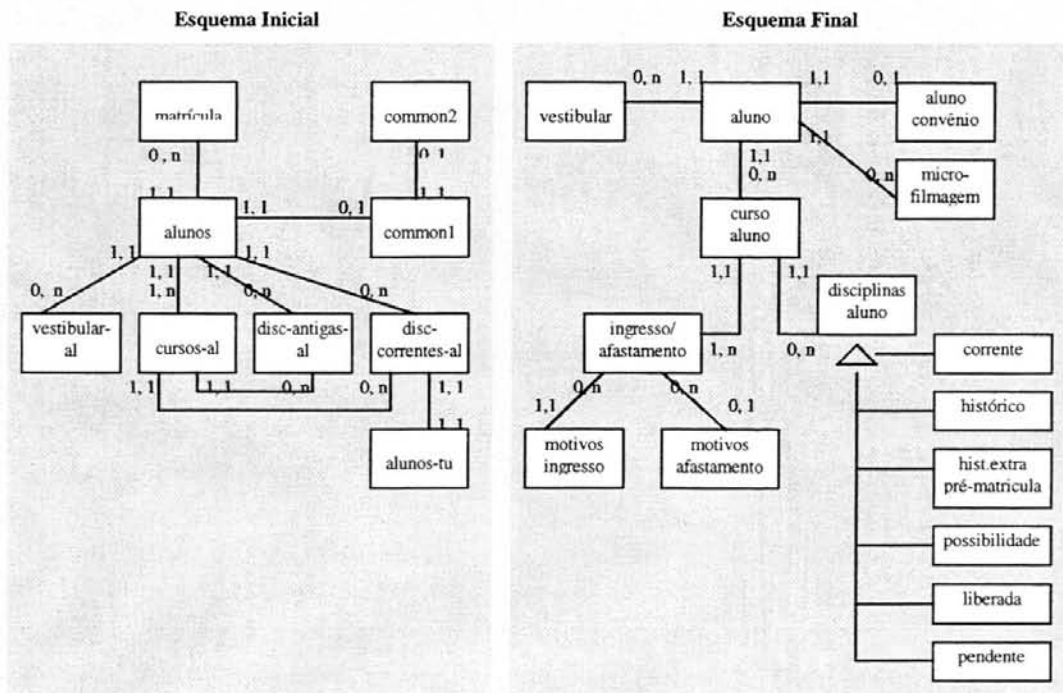 Esquema Inicial
matrícula
common2
0, n
0, 1
1, 1
1, 1
alunos
1, 1
0, 1
common1
1, 1
1, 1
1, 1
1, 1
0, n
1, n
0, n
0, n
vestibular-
al
cursos-al
disc-antigas-
al
disc-
correntes-al
1, 1
1, 1
0, n
0, n
1, 1
1, 1
alunos-tu
Esquema Final
vestibular
0, n
1, 1
aluno
1,1
0, 1
aluno
convênio
1,1
0, n
micro-
filmagem
1,1
0, n
curso
aluno
1,1
1,1
disciplinas
aluno
ingresso/
afastamento
1, n
0, n
0, n
0, n
1,1
0,1
motivos
ingresso
motivos
afastamento
corrente
histórico
hist.extra
pré-matricula
possibilidade
liberada
pendente